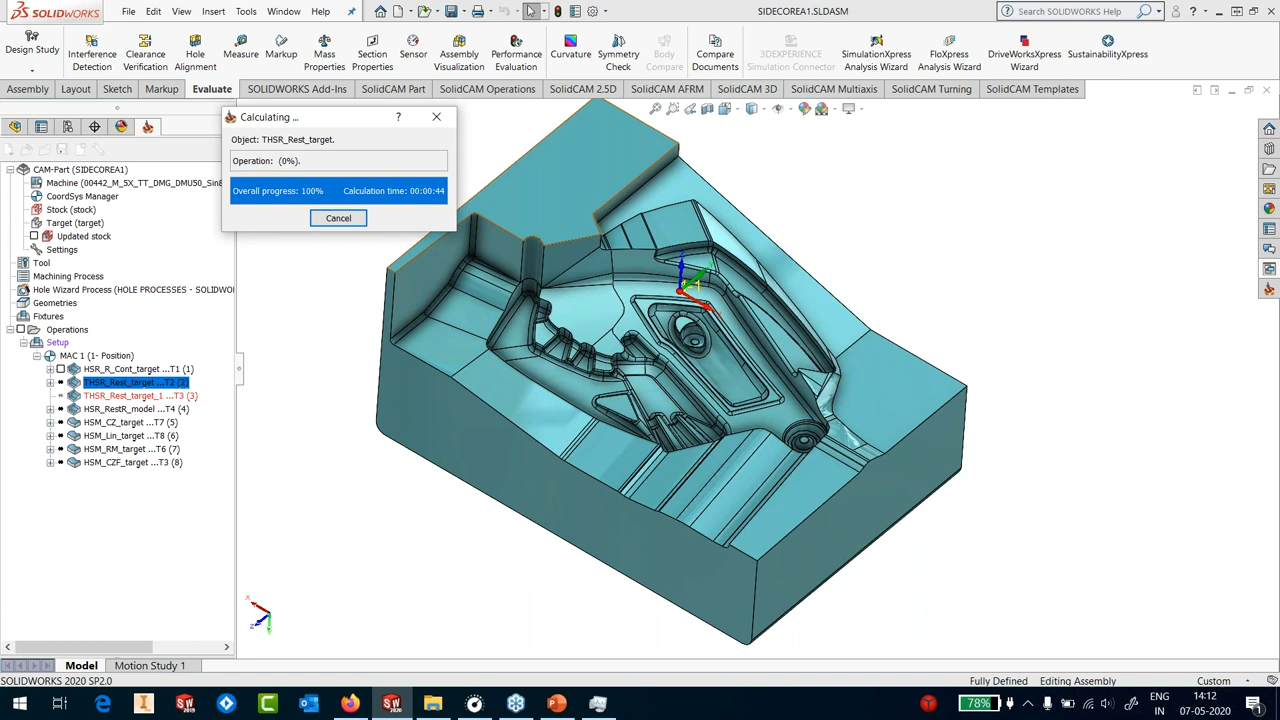 SOLIDWORKS File Edit View Insert Tools Window Help SIDECOREA1.SLDASM Search SOLIDWORKS Help
Design Study Interference Detection Clearance Verification Hole Alignment Measure Markup Mass Properties Section Properties Sensor Assembly Visualization Performance Evaluation Curvature Symmetry Check Body Compare Compare Documents 3DEXPERIENCE Simulation Connector SimulationXpress Analysis Wizard FloXpress Analysis Wizard DriveWorksXpress Wizard SustainabilityXpress
Assembly Layout Sketch Markup Evaluate SOLIDWORKS Add-Ins SolidCAM Part SolidCAM Operations SolidCAM 2.5D SolidCAM AFRM SolidCAM 3D SolidCAM Multiaxis SolidCAM Turning SolidCAM Templates
Calculating ... ?
Object: THSR_Rest_target.
Operation: (0%).
Overall progress: 100% Calculation time: 00:00:44
Cancel
CAM-Part (SIDECOREA1)
Machine (00442_M_5X_TT_DMG_DMU50_Sin8
CoordSys Manager
Stock (stock)
Target (target)
Updated stock
Settings
Tool
Machining Process
Hole Wizard Process (HOLE PROCESSES - SOLIDWO
Geometries
Fixtures
Operations
Setup
MAC 1 (1- Position)
HSR_R_Cont_target ...T1 (1)
THSR_Rest_target ...T2 (2)
THSR_Rest_target_1 ...T3 (3)
HSR_RestR_model ...T4 (4)
HSM_CZ_target ...T7 (5)
HSM_Lin_target ...T8 (6)
HSM_RM_target ...T6 (7)
HSM_CZF_target ...T3 (8)
X
Z
Model Motion Study 1
SOLIDWORKS 2020 SP2.0 Fully Defined Editing Assembly Custom
78% ENG IN 14:12 07-05-2020